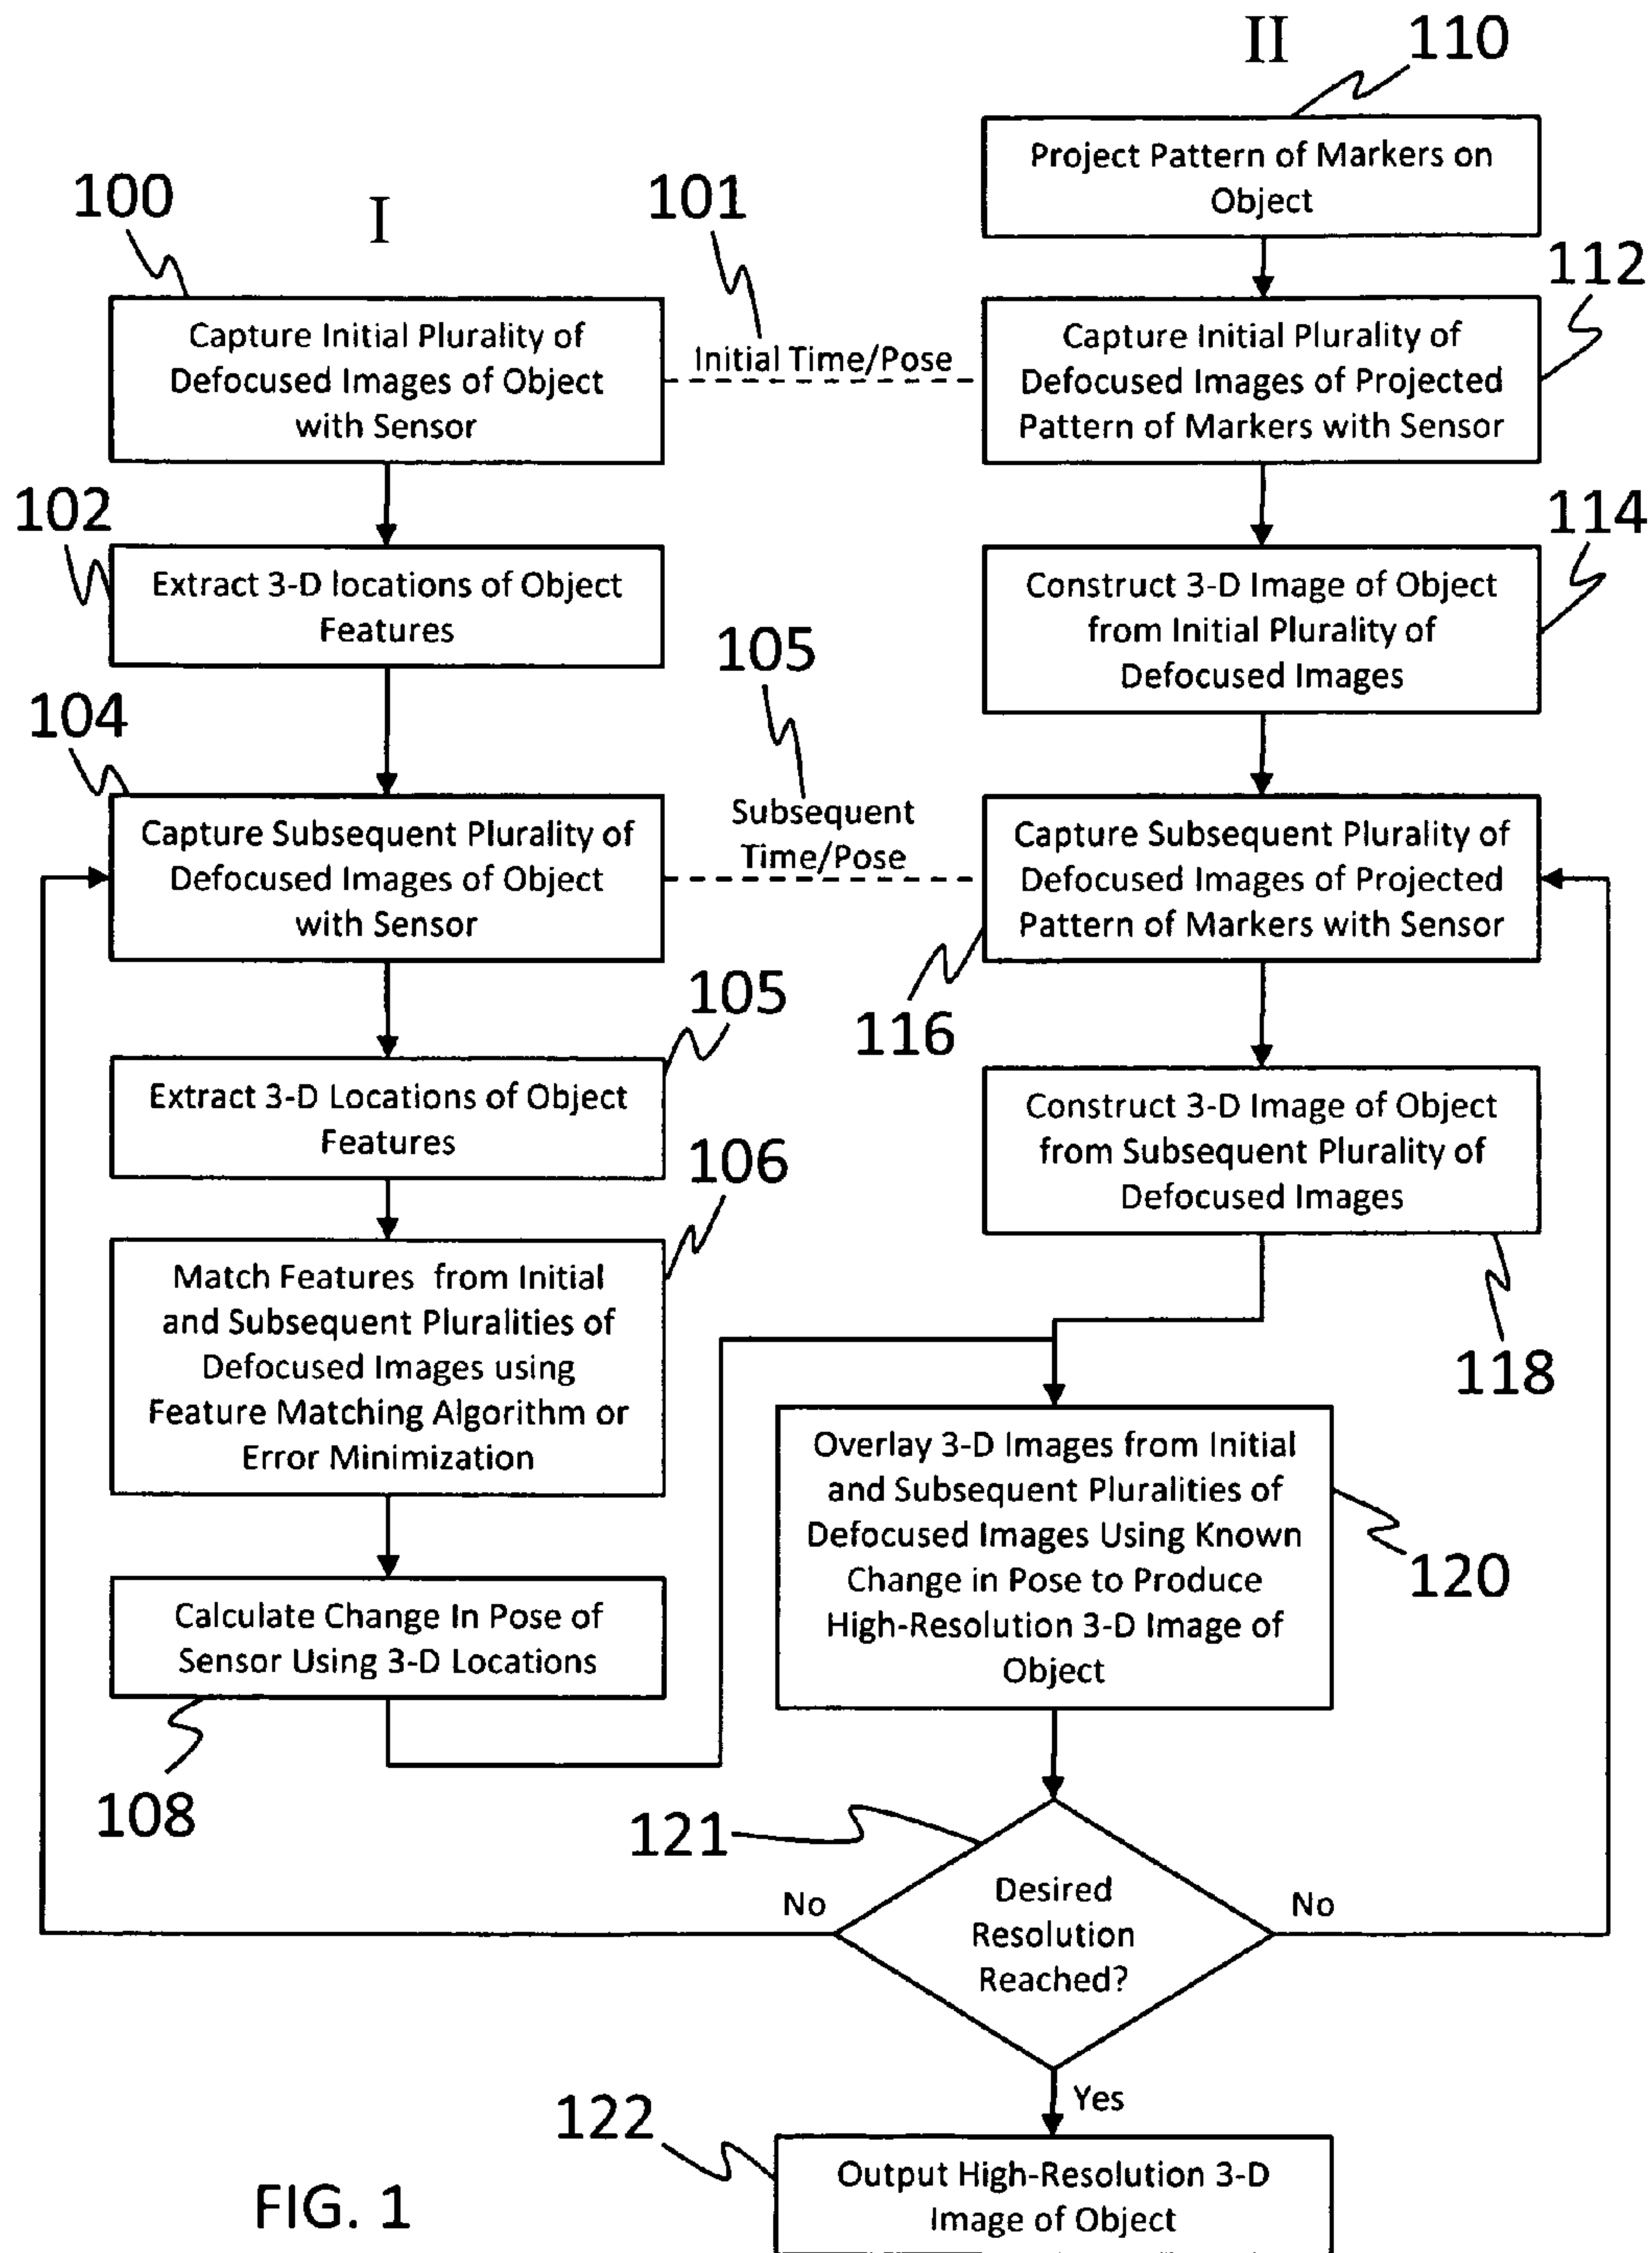 II
110
Project Pattern of Markers on
Object
100
I
101
112
Capture Initial Plurality of
Defocused Images of Object
with Sensor
Initial Time/Pose
Capture Initial Plurality of
Defocused Images of Projected
Pattern of Markers with Sensor
102
114
Extract 3-D locations of Object
Features
Construct 3-D Image of Object
from Initial Plurality of
Defocused Images
105
104
Capture Subsequent Plurality of
Defocused Images of Object
with Sensor
Subsequent
Time/Pose
Capture Subsequent Plurality of
Defocused Images of Projected
Pattern of Markers with Sensor
105
116
Extract 3-D Locations of Object
Features
Construct 3-D Image of Object
from Subsequent Plurality of
Defocused Images
106
118
Match Features from Initial
and Subsequent Pluralities of
Defocused Images using
Feature Matching Algorithm or
Error Minimization
Overlay 3-D Images from Initial
and Subsequent Pluralities of
Defocused Images Using Known
Change in Pose to Produce
High-Resolution 3-D Image of
Object
120
Calculate Change In Pose of
Sensor Using 3-D Locations
108
121
No
Desired
Resolution
Reached?
No
Yes
122
Output High-Resolution 3-D
Image of Object
FIG. 1